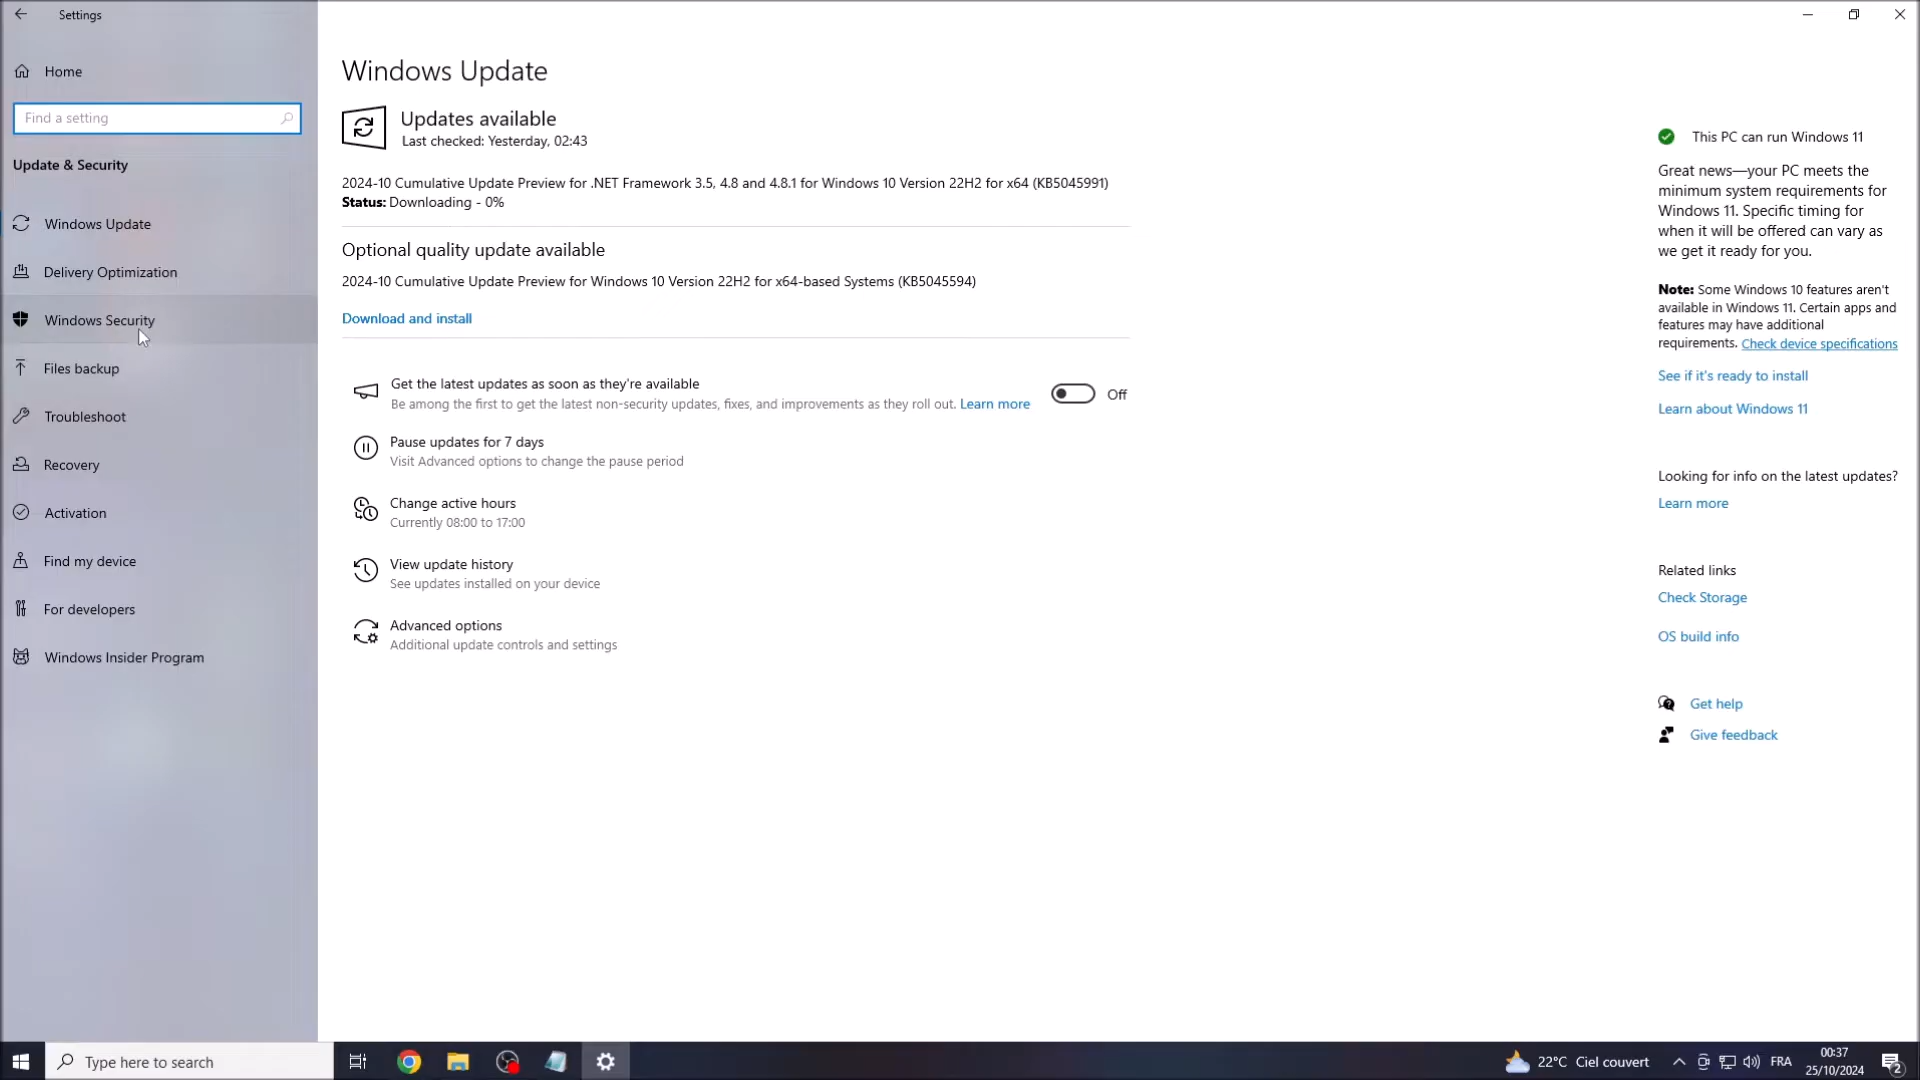 Settings
Home
Find a setting
Update & Security
Windows Update
Delivery Optimization
Windows Security
Files backup
Troubleshoot
Recovery
Activation
Find my device
For developers
Windows Insider Program
Windows Update
Updates available
Last checked: Yesterday, 02:43
2024-10 Cumulative Update Preview for .NET Framework 3.5, 4.8 and 4.8.1 for Windows 10 Version 22H2 for x64 (KB5045991)
Status: Downloading - 0%
Optional quality update available
2024-10 Cumulative Update Preview for Windows 10 Version 22H2 for x64-based Systems (KB5045594)
Download and install
Get the latest updates as soon as they're available
Be among the first to get the latest non-security updates, fixes, and improvements as they roll out. Learn more
Off
Pause updates for 7 days
Visit Advanced options to change the pause period
Change active hours
Currently 08:00 to 17:00
View update history
See updates installed on your device
Advanced options
Additional update controls and settings
This PC can run Windows 11
Great news—your PC meets the
minimum system requirements for
Windows 11. Specific timing for
when it will be offered can vary as
we get it ready for you.
Note: Some Windows 10 features aren't
available in Windows 11. Certain apps and
features may have additional
requirements. Check device specifications
See if it's ready to install
Learn about Windows 11
Looking for info on the latest updates?
Learn more
Related links
Check Storage
OS build info
Get help
Give feedback
Type here to search
22°C Ciel couvert
FRA
00:37
25/10/2024
2